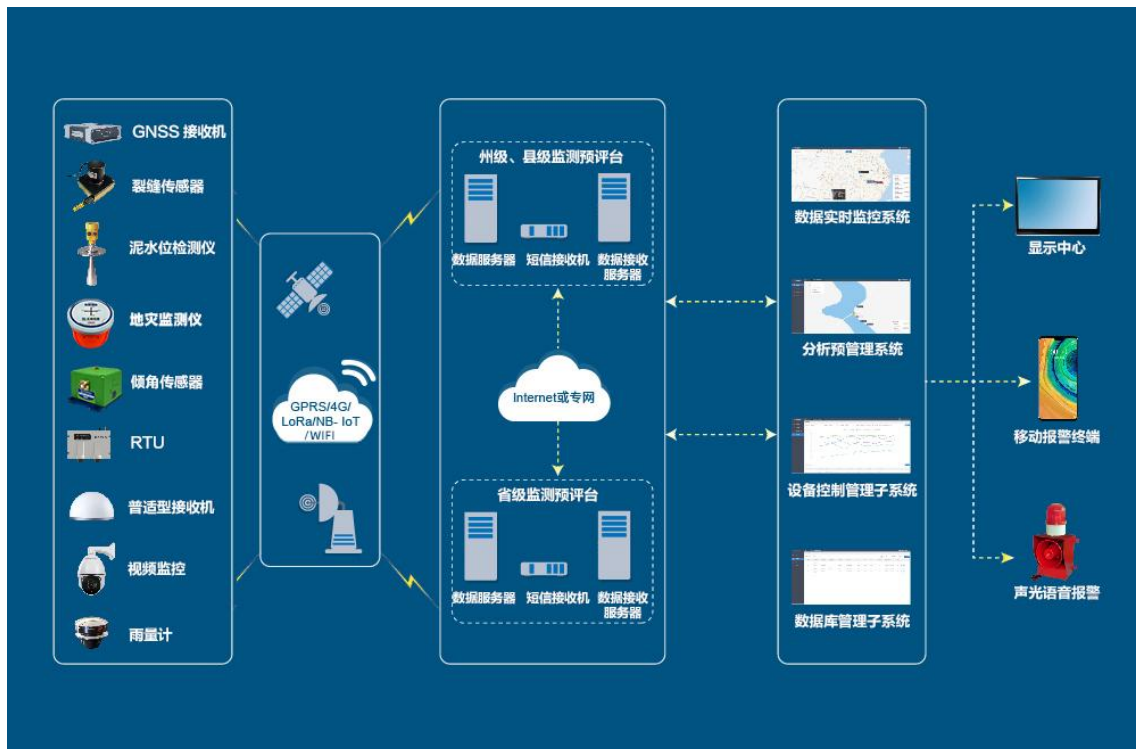 GNSS 接收机
裂缝传感器
泥水位检测仪
地灾监测仪
倾角传感器
RTU
普适型接收机
视频监控
雨量计
GPRS/4G/
LoRa/NB- IoT
/WIFI
州级、县级监测预评台
数据服务器
短信接收机
数据接收
服务器
Internet或专网
省级监测预评台
数据服务器
短信接收机
数据接收
服务器
数据实时监控系统
分析预管理系统
设备控制管理子系统
数据库管理子系统
显示中心
移动报警终端
声光语音报警